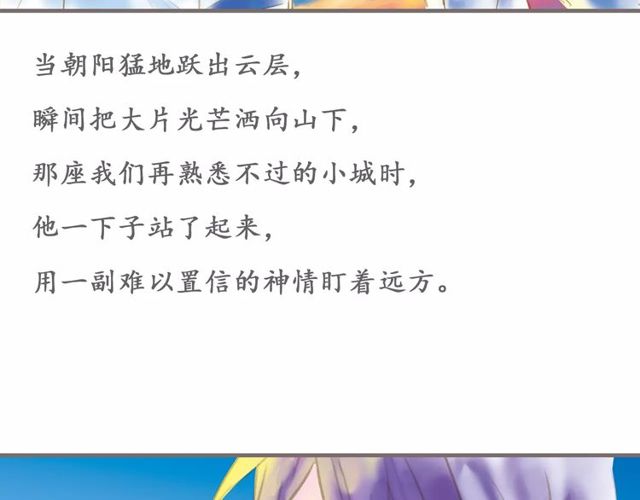 当朝阳猛地跃出云层，
瞬间把大片光芒洒向山下，
那座我们再熟悉不过的小城时，
他一下子站了起来，
用一副难以置信的神情盯着远方。